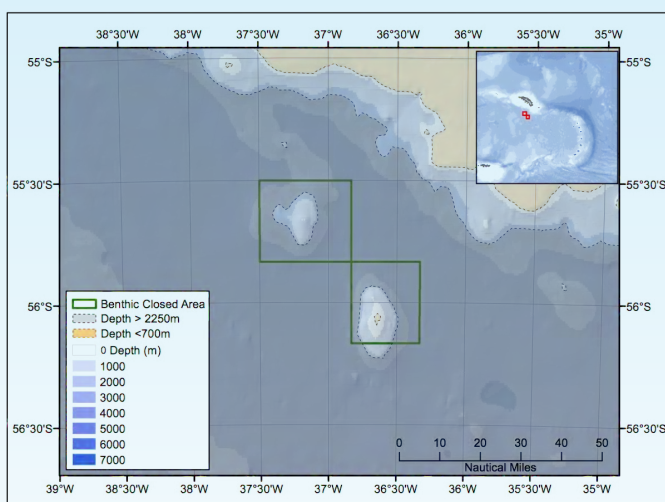 38°30'W 38°W 37°30'W 37°W 36°30'W 36°W 35°30'W 35°W
55°S 55°S
55°30'S 55°30'S
56°S 56°S
56°30'S 56°30'S
Benthic Closed Area
Depth > 2250m
Depth <700m
0 Depth (m)
1000
2000
3000
4000
5000
6000
7000
0 10 20 30 40 50
Nautical Miles
39°W 38°30'W 38°W 37°30'W 37°W 36°30'W 36°W 35°30'W 35°W